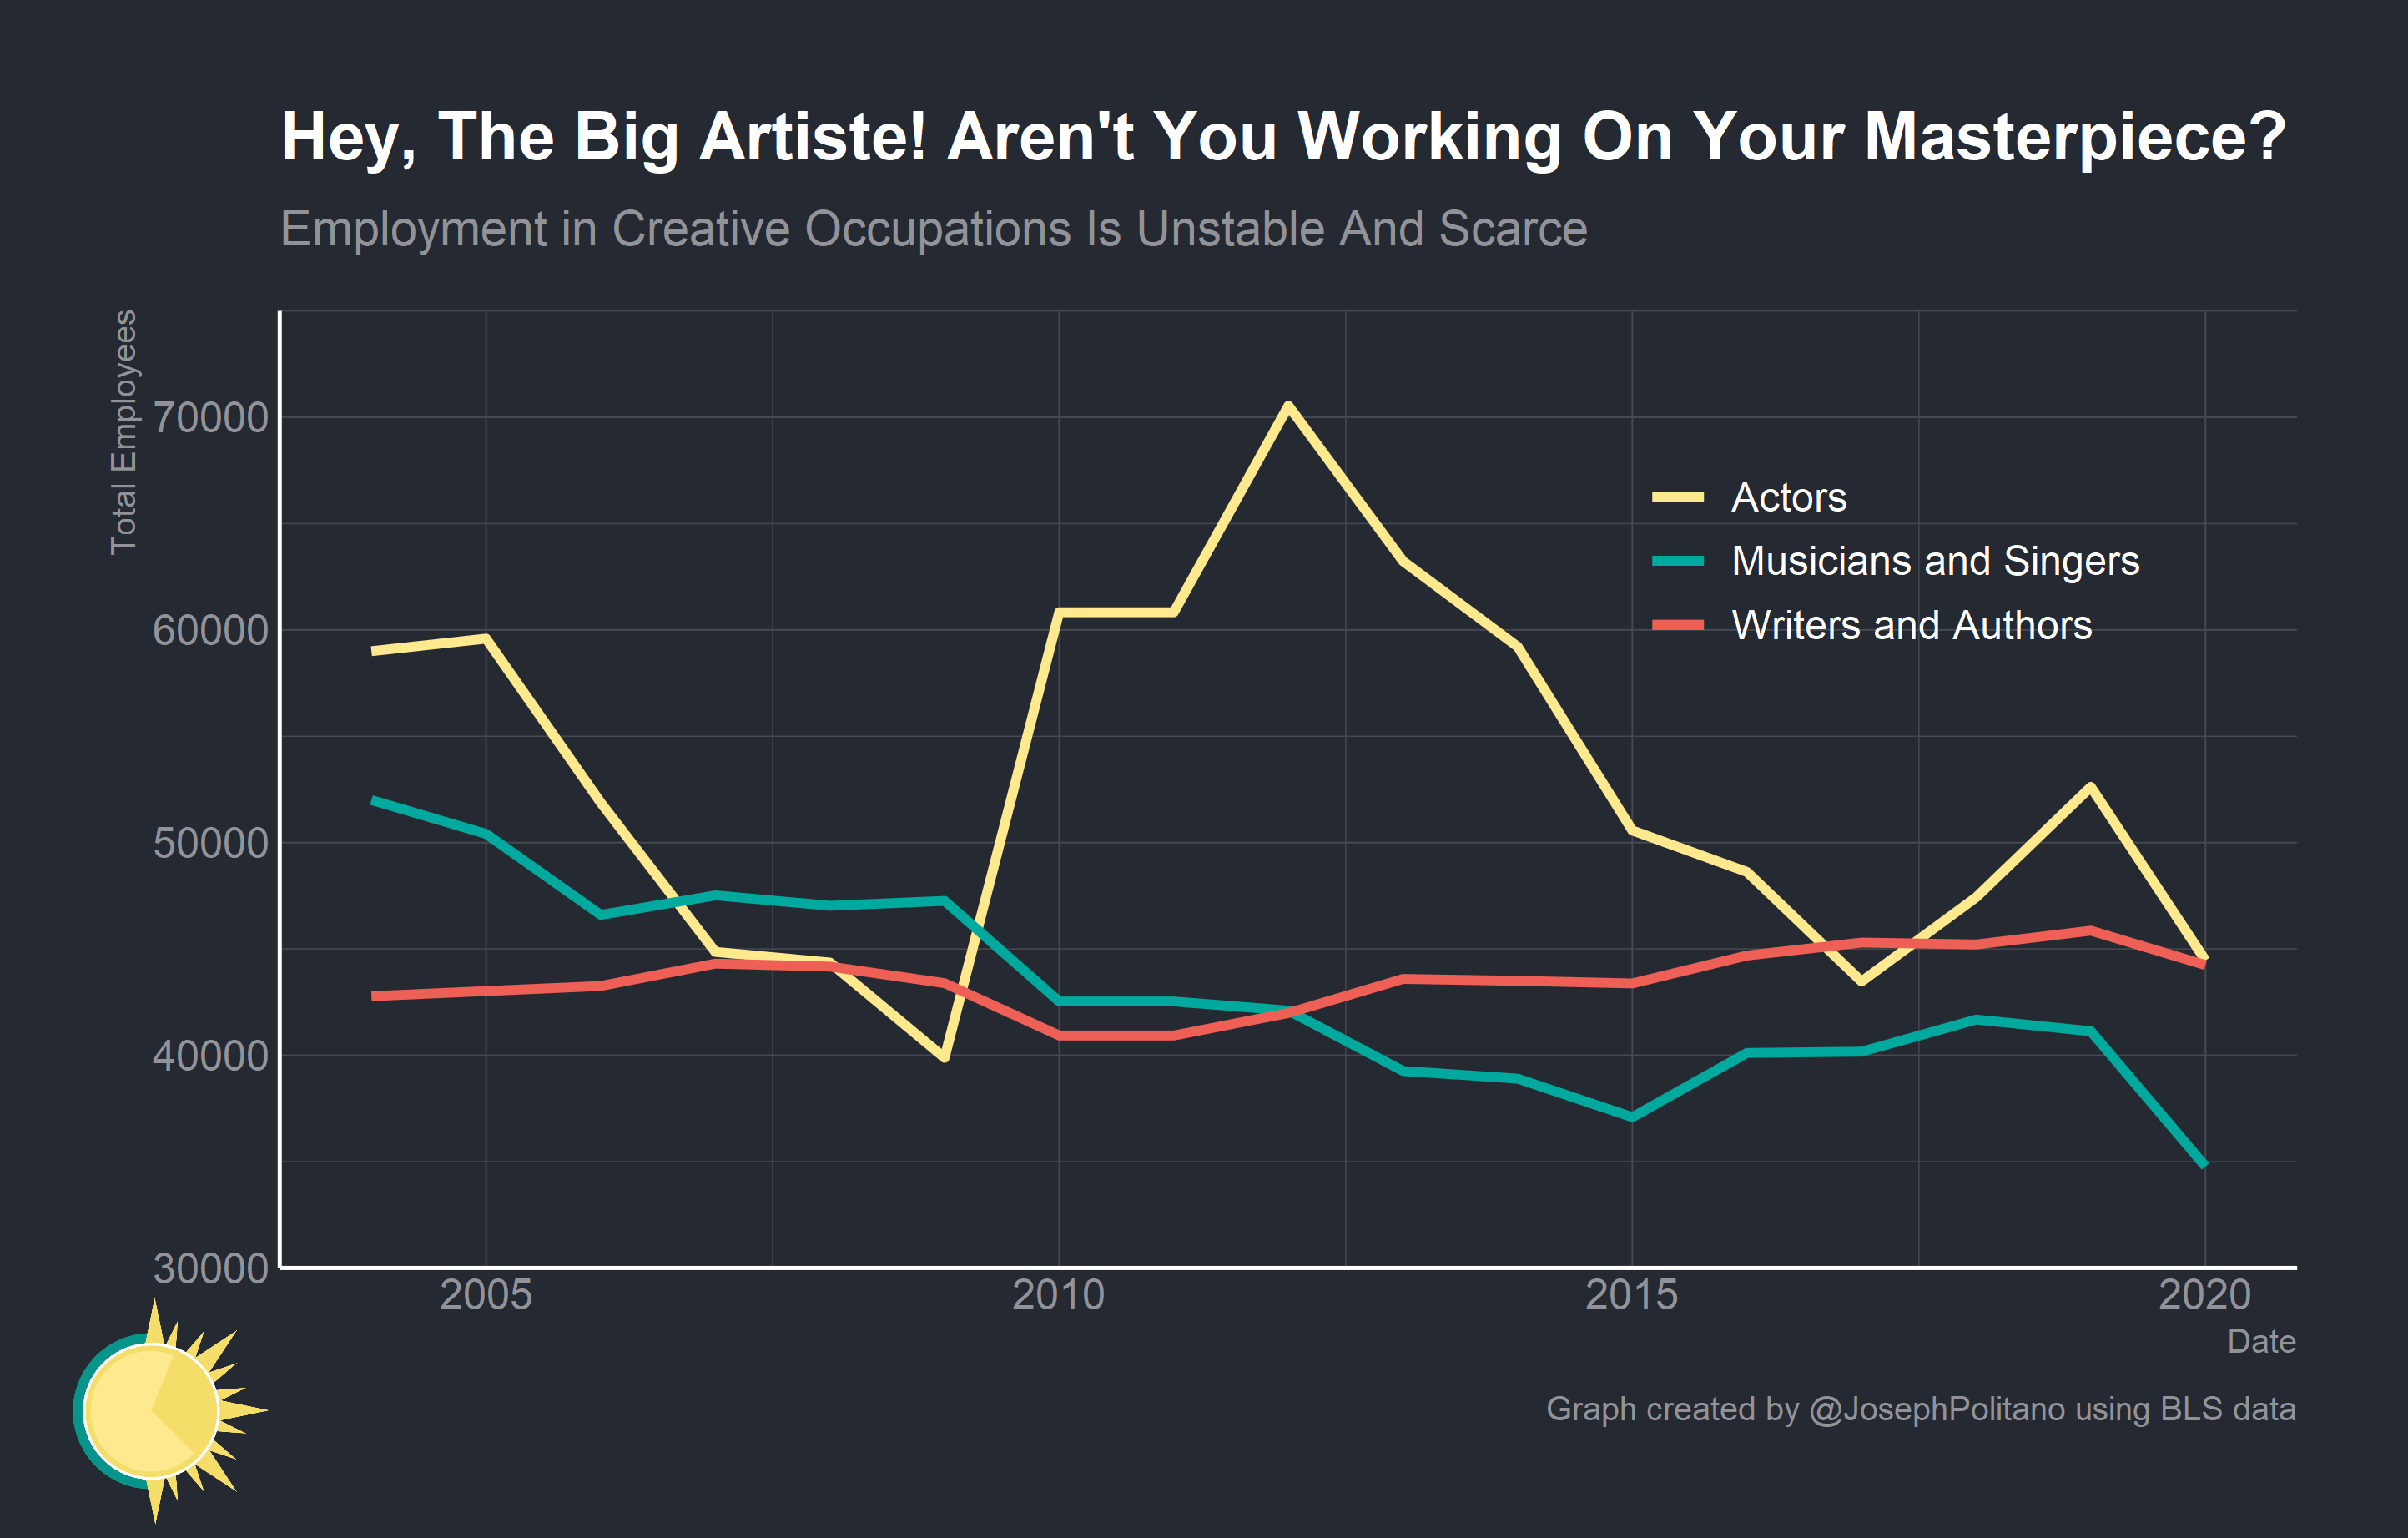 Hey, The Big Artiste! Aren't You Working On Your Masterpiece?
Employment in Creative Occupations Is Unstable And Scarce
Total Employees
70000
60000
50000
40000
30000
Actors
Musicians and Singers
Writers and Authors
2005
2010
2015
2020
Date
Graph created by @JosephPolitano using BLS data